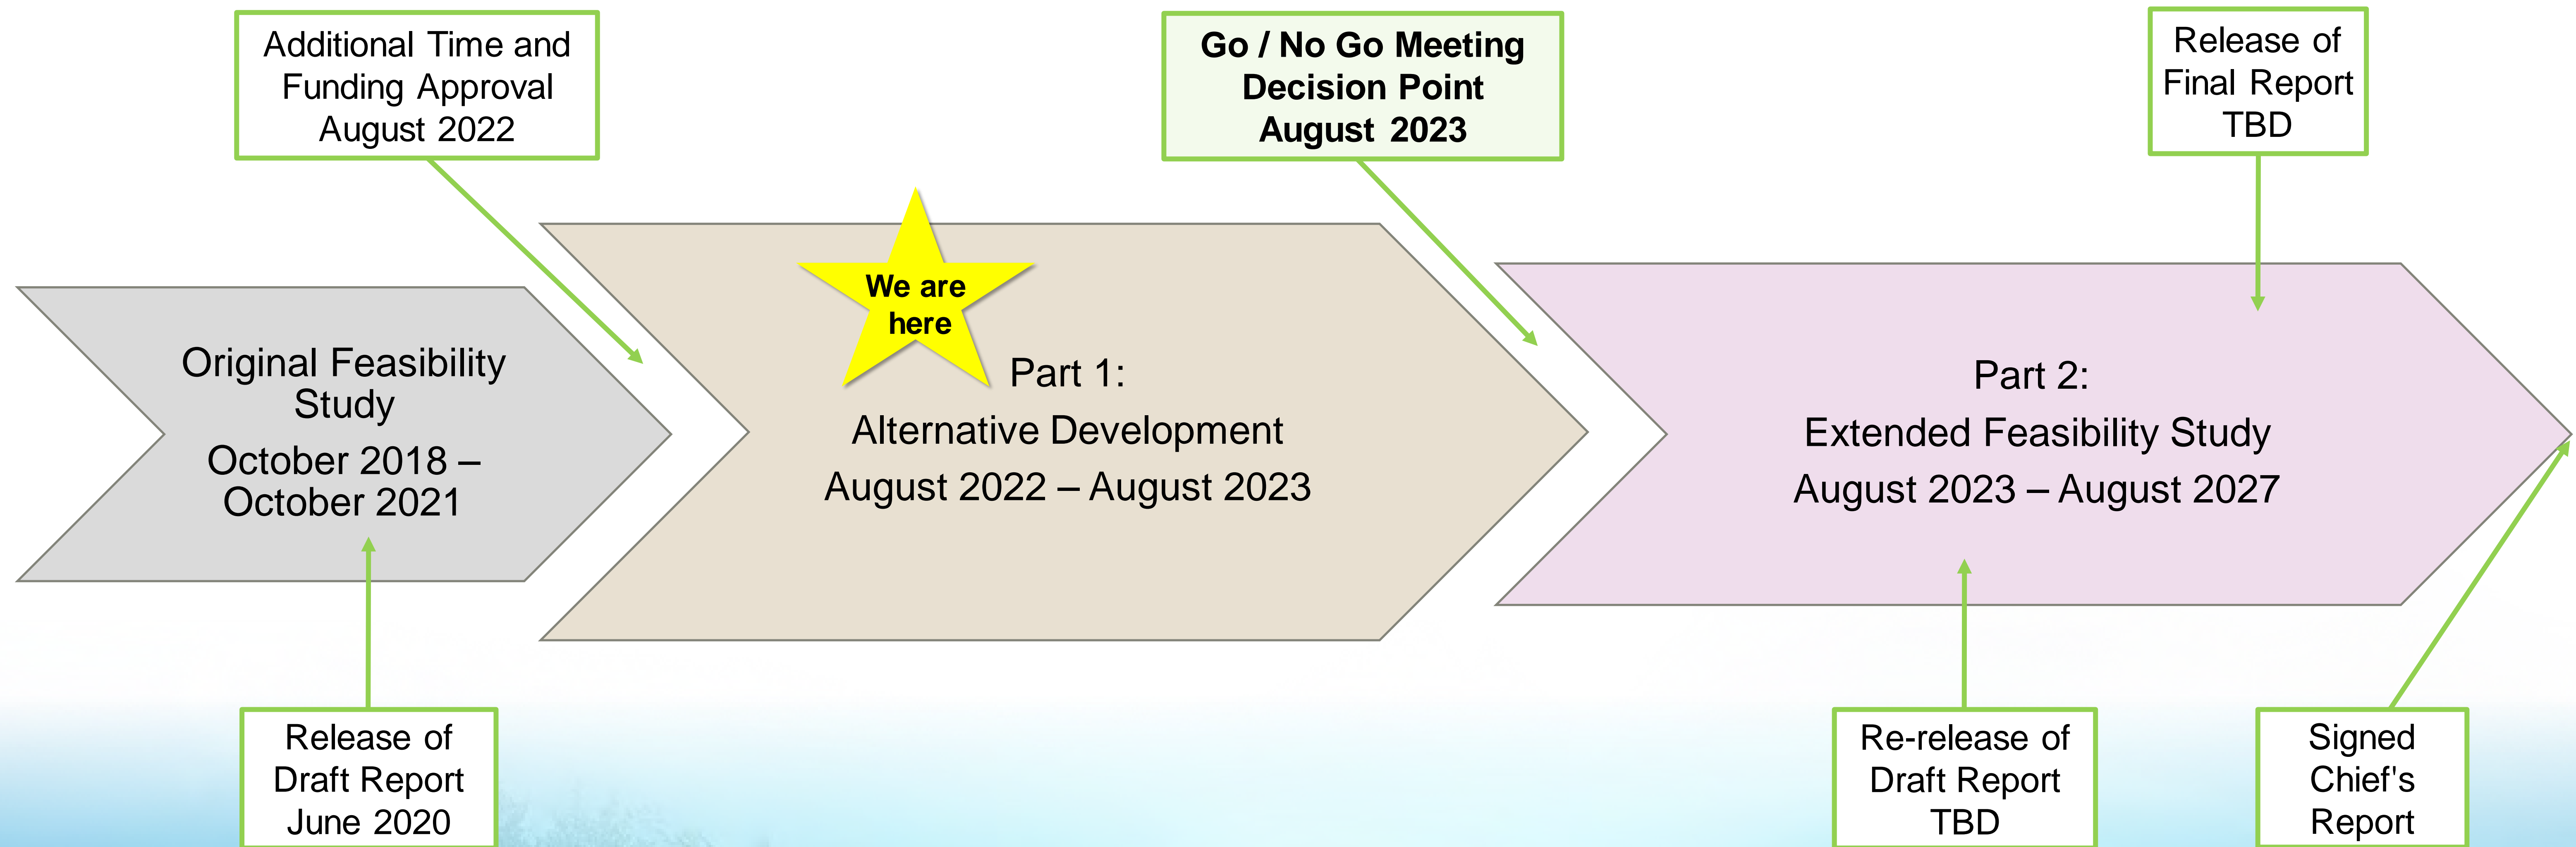 Additional Time and
Funding Approval
August 2022
Go / No Go Meeting
Decision Point
August 2023
Release of
Final Report
TBD
We are
here
Original Feasibility
Study
October 2018 –
October 2021
Part 1:
Alternative Development
August 2022 – August 2023
Part 2:
Extended Feasibility Study
August 2023 – August 2027
Release of
Draft Report
June 2020
Re-release of
Draft Report
TBD
Signed
Chief's
Report